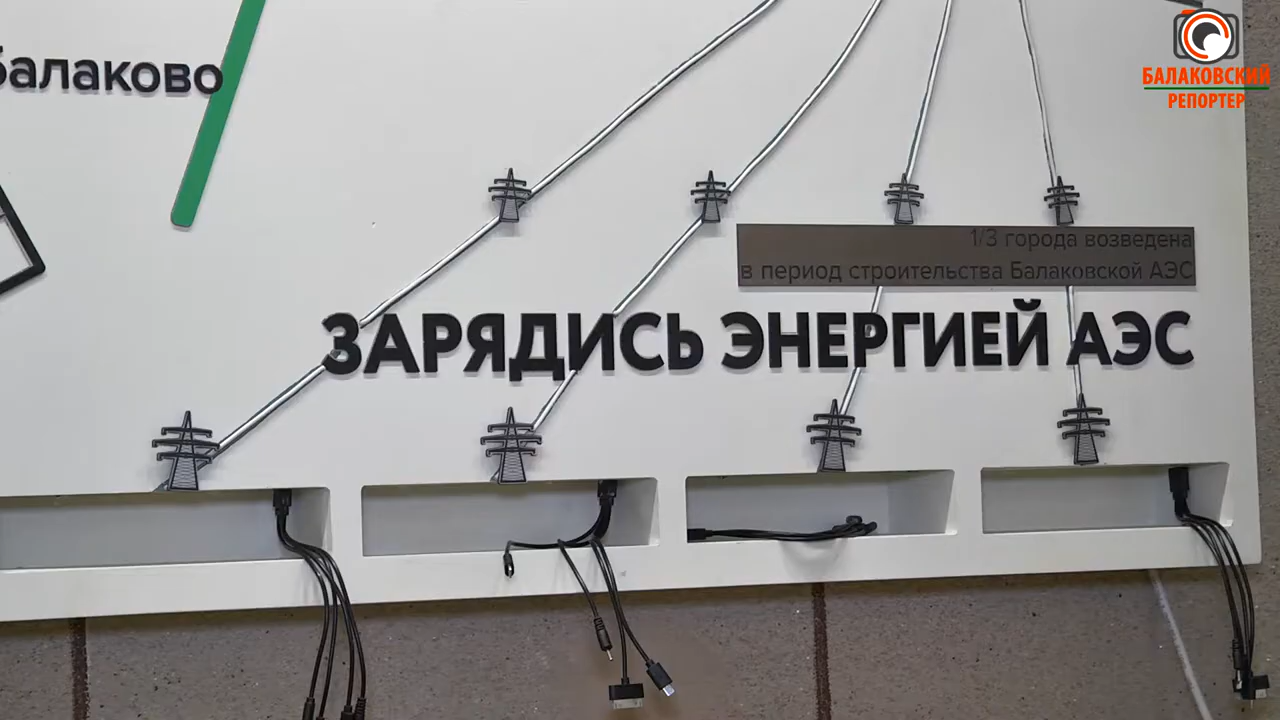 балаково
БАЛАКОВСКИЙ
РЕПОРТЕР
1/3 города возведена
в период строительства Балаковской АЭС
ЗАРЯДИСЬ ЭНЕРГИЕЙ АЭС